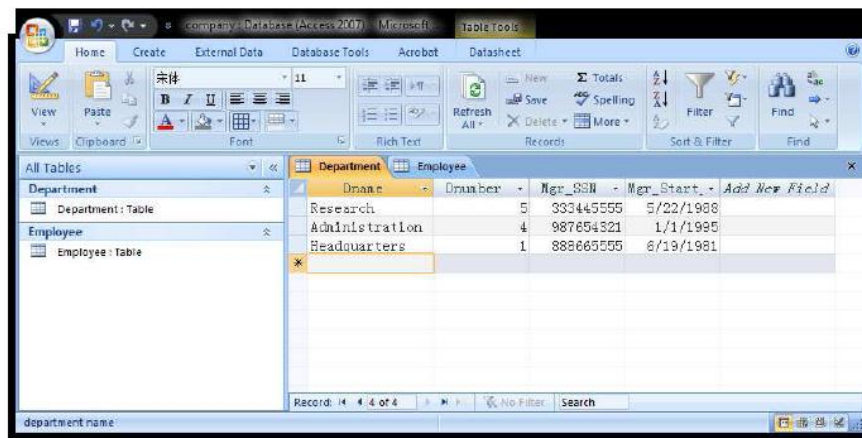 company : Database (Access 2007) - Microsoft... Table Tools
Home Create External Data Database Tools Acrobat Datasheet
宋体 11 New Σ Totals
B I U Save Spelling
View Paste Refresh All Delete More Filter Find
Views Clipboard Font Rich Text Records Sort & Filter Find
All Tables
Department Employee
Department
Department : Table
Employee
Employee : Table
Dname Dnumber Mgr_SSN Mgr_Start_ Add New Field
Research 5 333445555 5/22/1988
Administration 4 987654321 1/1/1995
Headquarters 1 888665555 6/19/1981
*
Record: 4 of 4 No Filter Search
department name